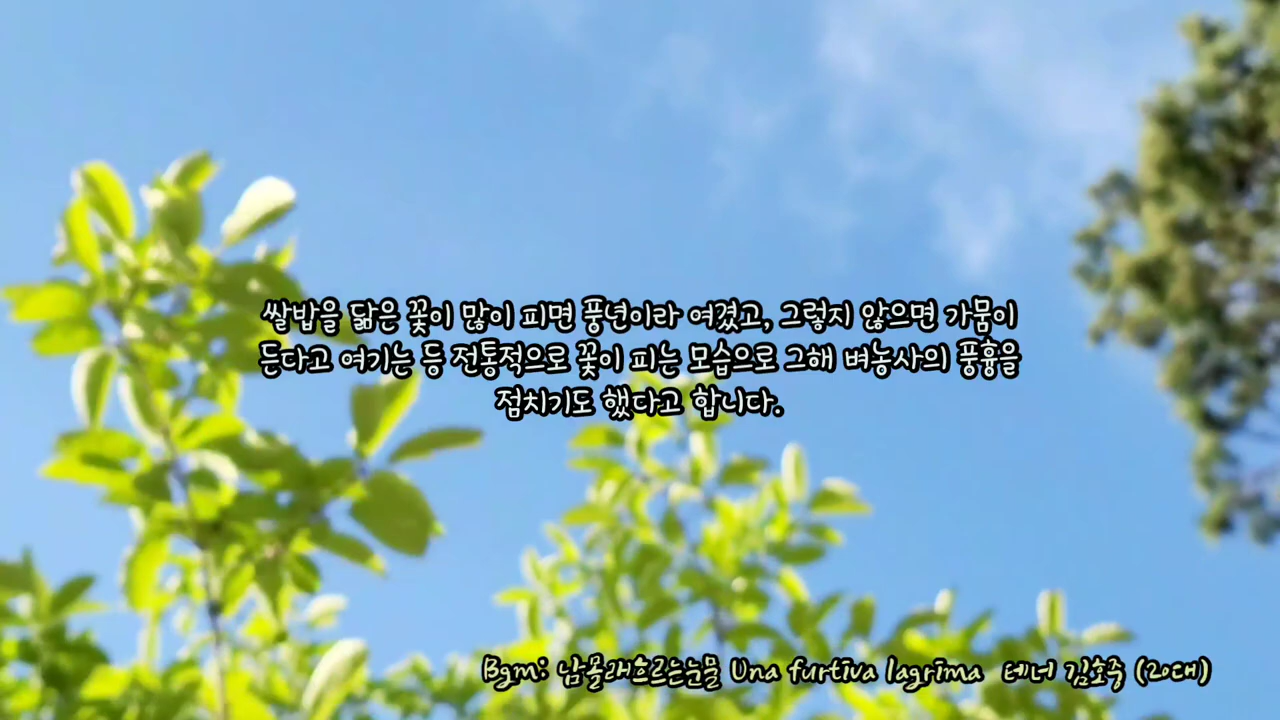 쌀밥을 닮은 꽃이 많이 피면 풍년이라 여겼고, 그렇지 않으면 가뭄이
든다고 여기는 등 전통적으로 꽃이 피는 모습으로 그해 벼농사의 풍흉을
점치기도 했다고 합니다.
Bgm: 남몰래흐르는눈물 Una furtiva lagrima 테너 김호중 (20대)